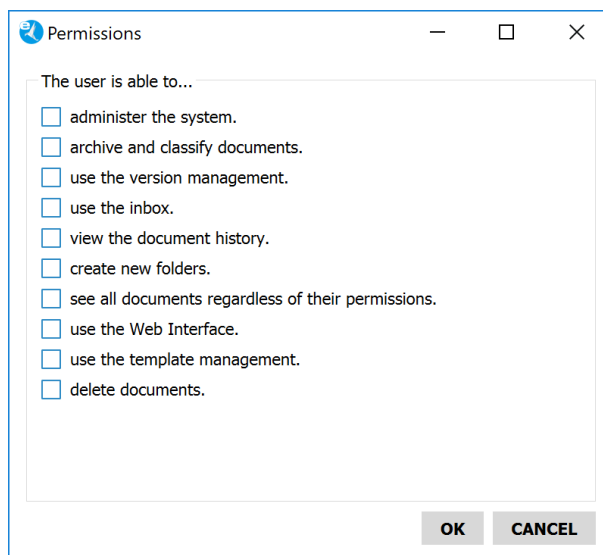 Permissions
The user is able to...
administer the system.
archive and classify documents.
use the version management.
use the inbox.
view the document history.
create new folders.
see all documents regardless of their permissions.
use the Web Interface.
use the template management.
delete documents.
OK CANCEL